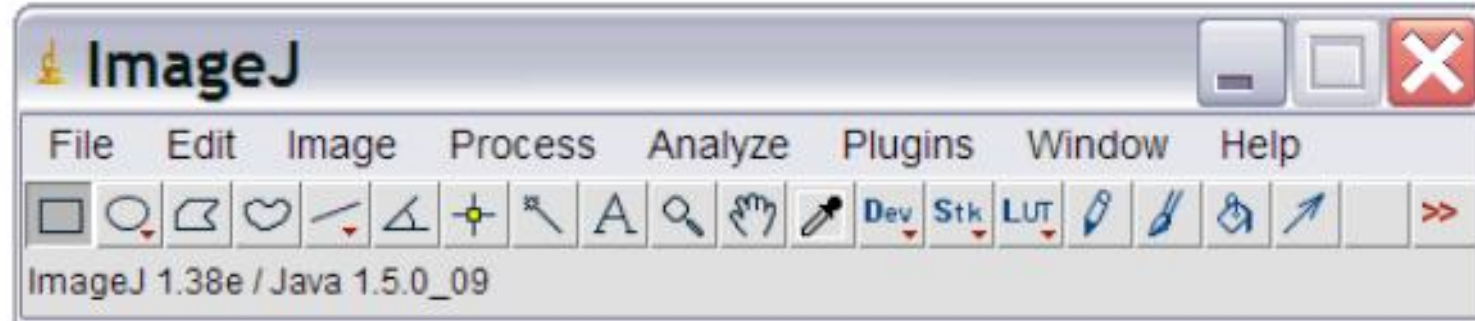 ImageJ
File Edit Image Process Analyze Plugins Window Help
A Dev Stk LUT >>
ImageJ 1.38e / Java 1.5.0_09